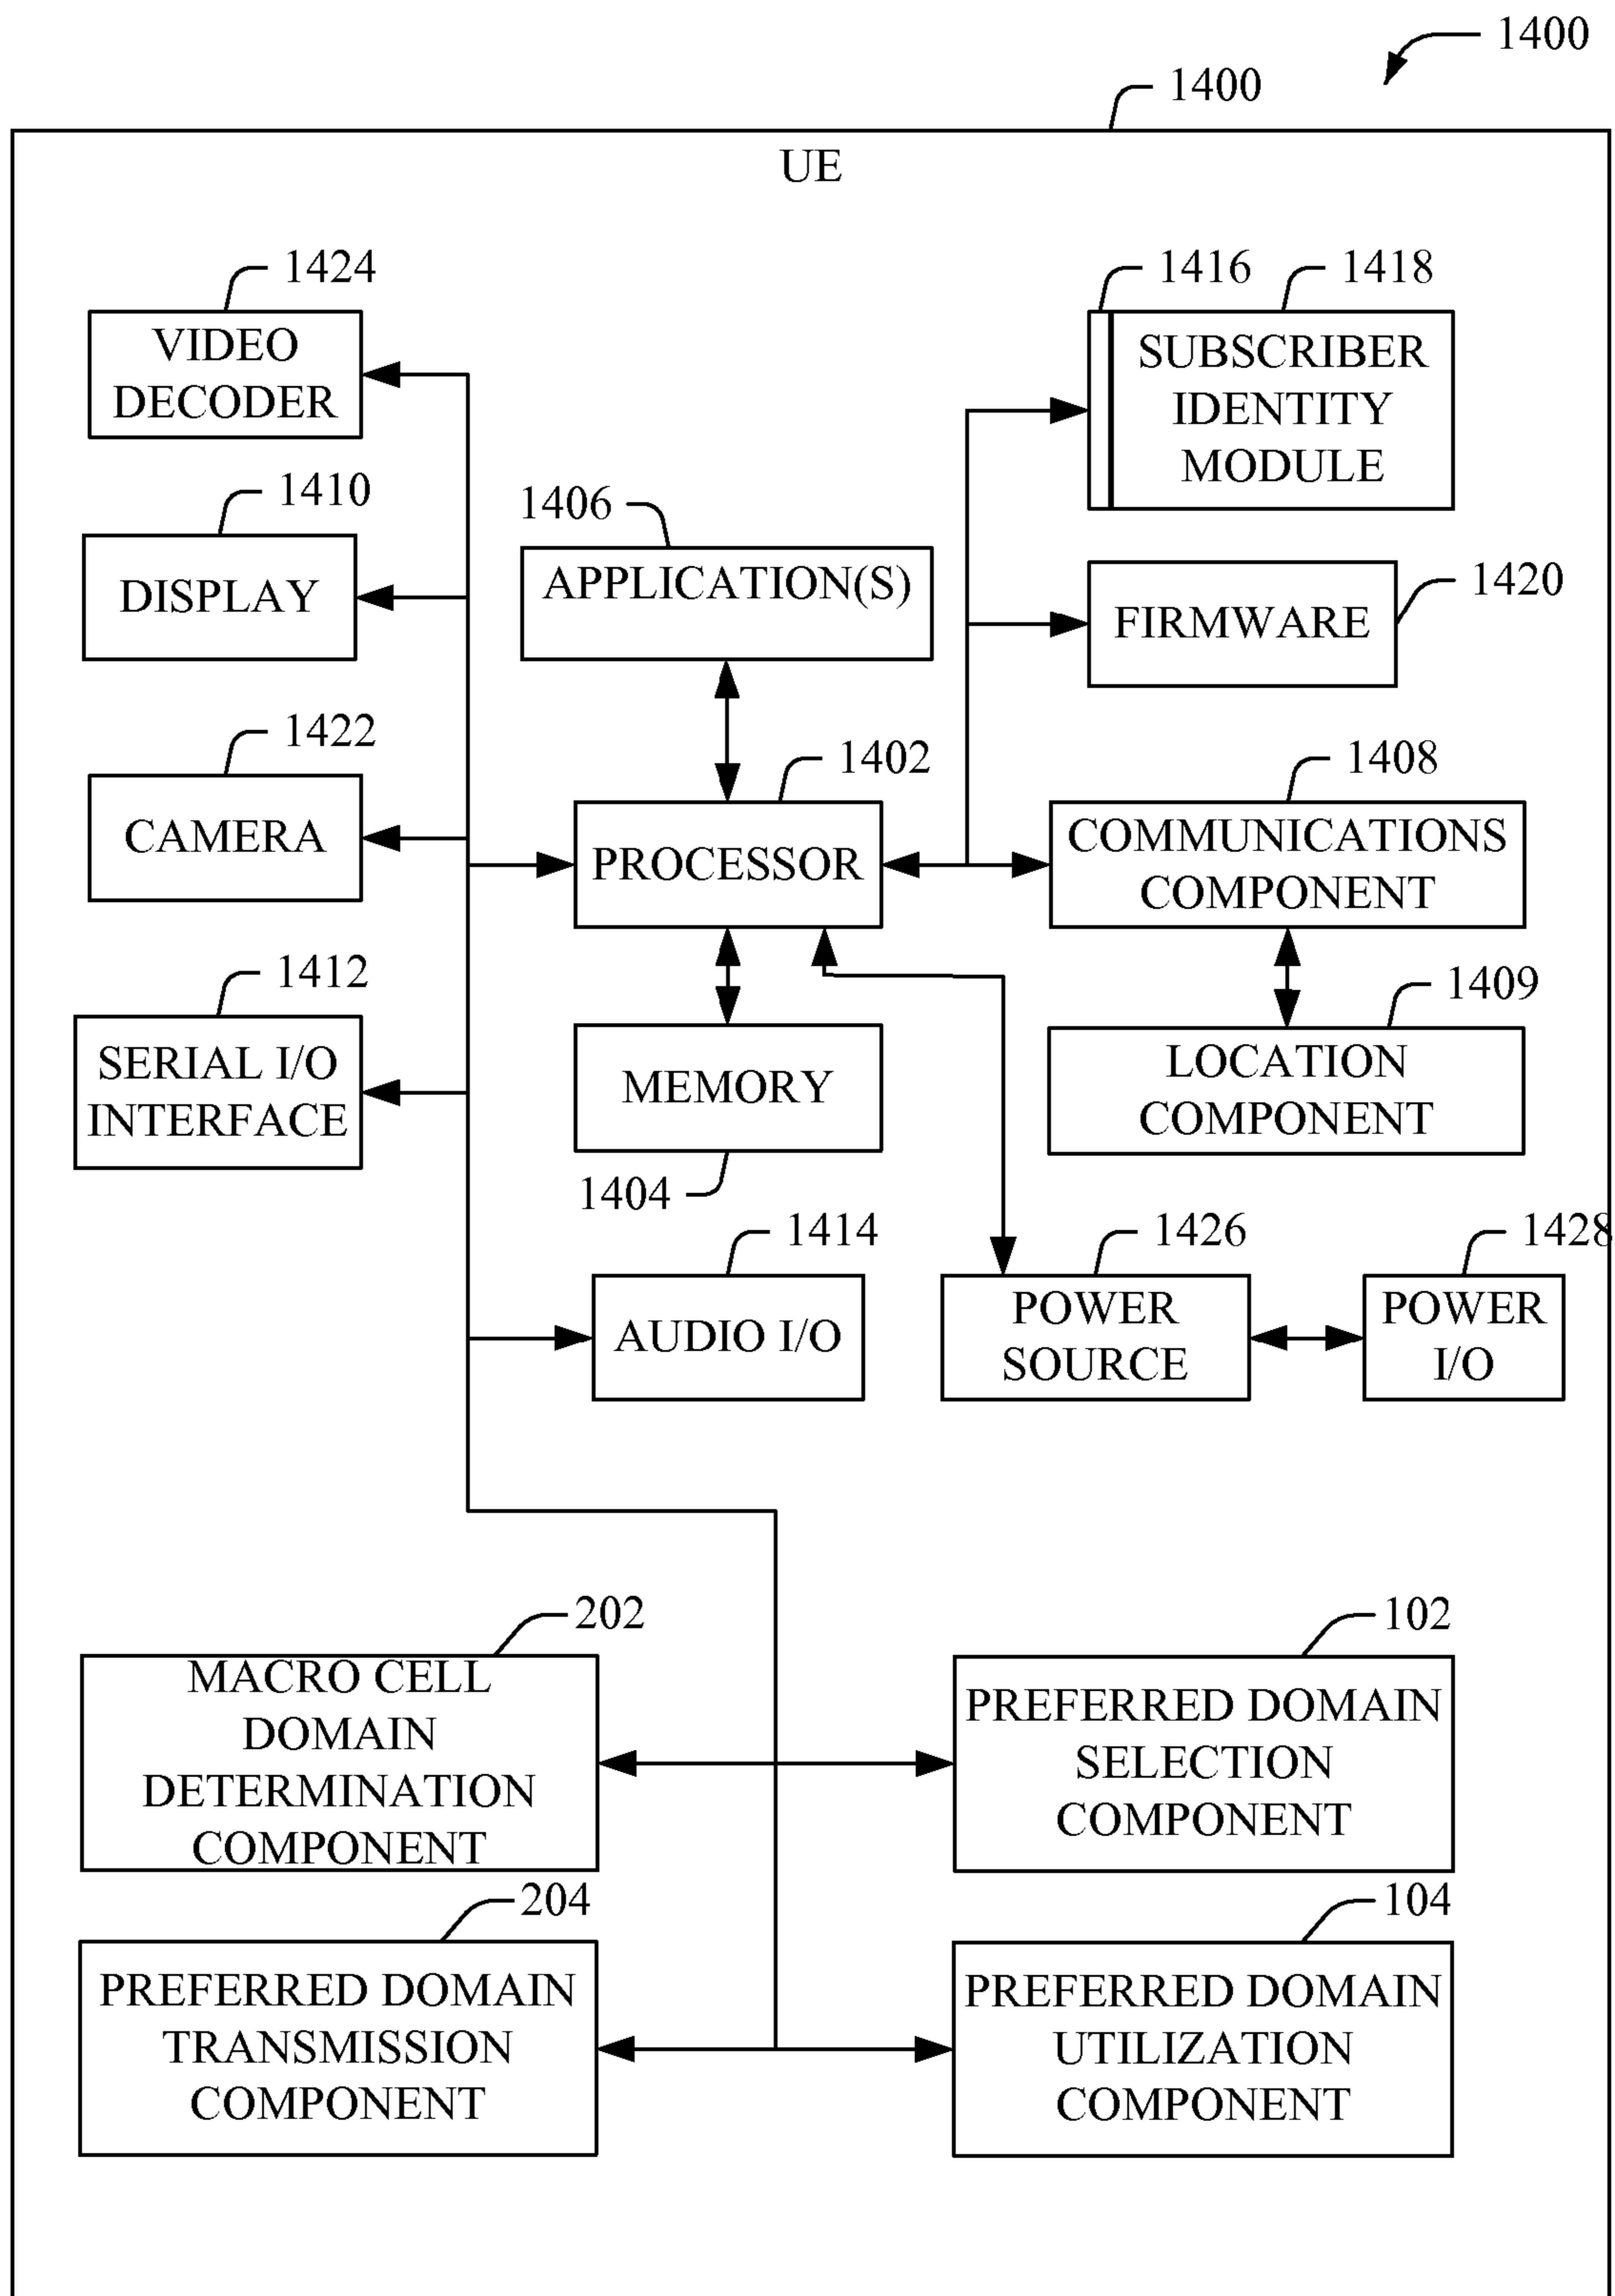 1400
1400
UE
1424
VIDEO
DECODER
1416
1418
SUBSCRIBER
IDENTITY
MODULE
1410
DISPLAY
1406
APPLICATION(S)
1420
FIRMWARE
1422
CAMERA
1402
PROCESSOR
1408
COMMUNICATIONS
COMPONENT
1412
SERIAL I/O
INTERFACE
MEMORY
1404
1409
LOCATION
COMPONENT
1414
AUDIO I/O
1426
POWER
SOURCE
1428
POWER
I/O
202
MACRO CELL
DOMAIN
DETERMINATION
COMPONENT
102
PREFERRED DOMAIN
SELECTION
COMPONENT
204
PREFERRED DOMAIN
TRANSMISSION
COMPONENT
104
PREFERRED DOMAIN
UTILIZATION
COMPONENT